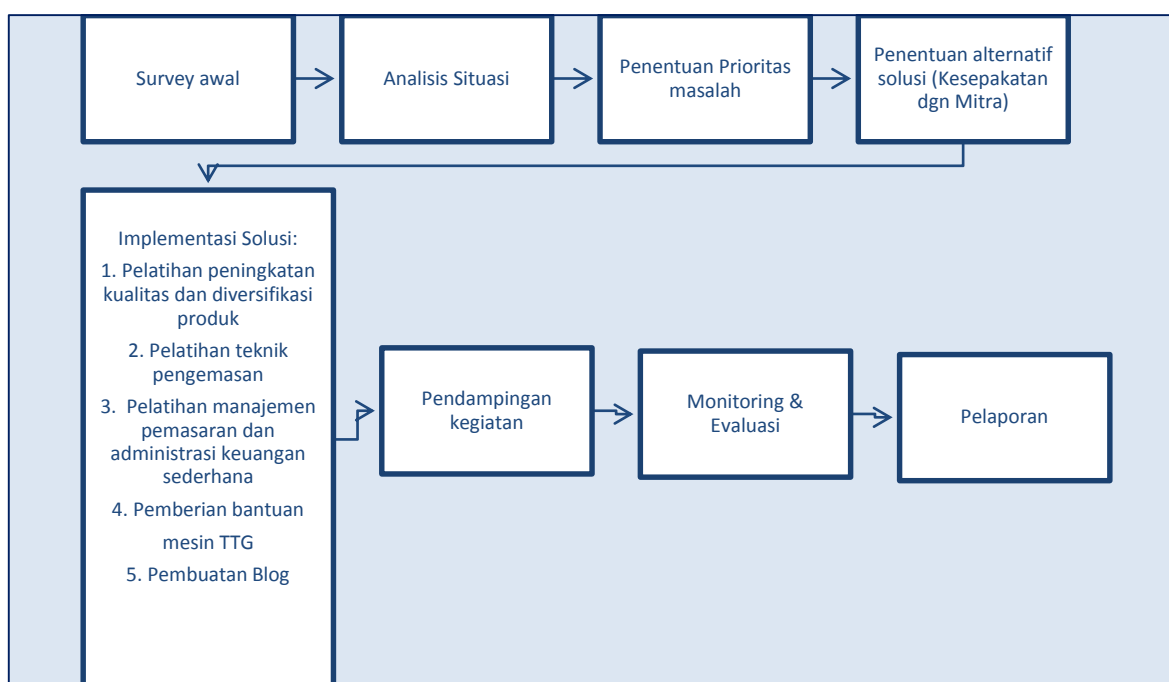 Survey awal
Analisis Situasi
Penentuan Prioritas
masalah
Penentuan alternatif
solusi (Kesepakatan
dgn Mitra)
Implementasi Solusi:
1. Pelatihan peningkatan
kualitas dan diversifikasi
produk
2. Pelatihan teknik
pengemasan
3. Pelatihan manajemen
pemasaran dan
administrasi keuangan
sederhana
4. Pemberian bantuan
mesin TTG
5. Pembuatan Blog
Pendampingan
kegiatan
Monitoring &
Evaluasi
Pelaporan